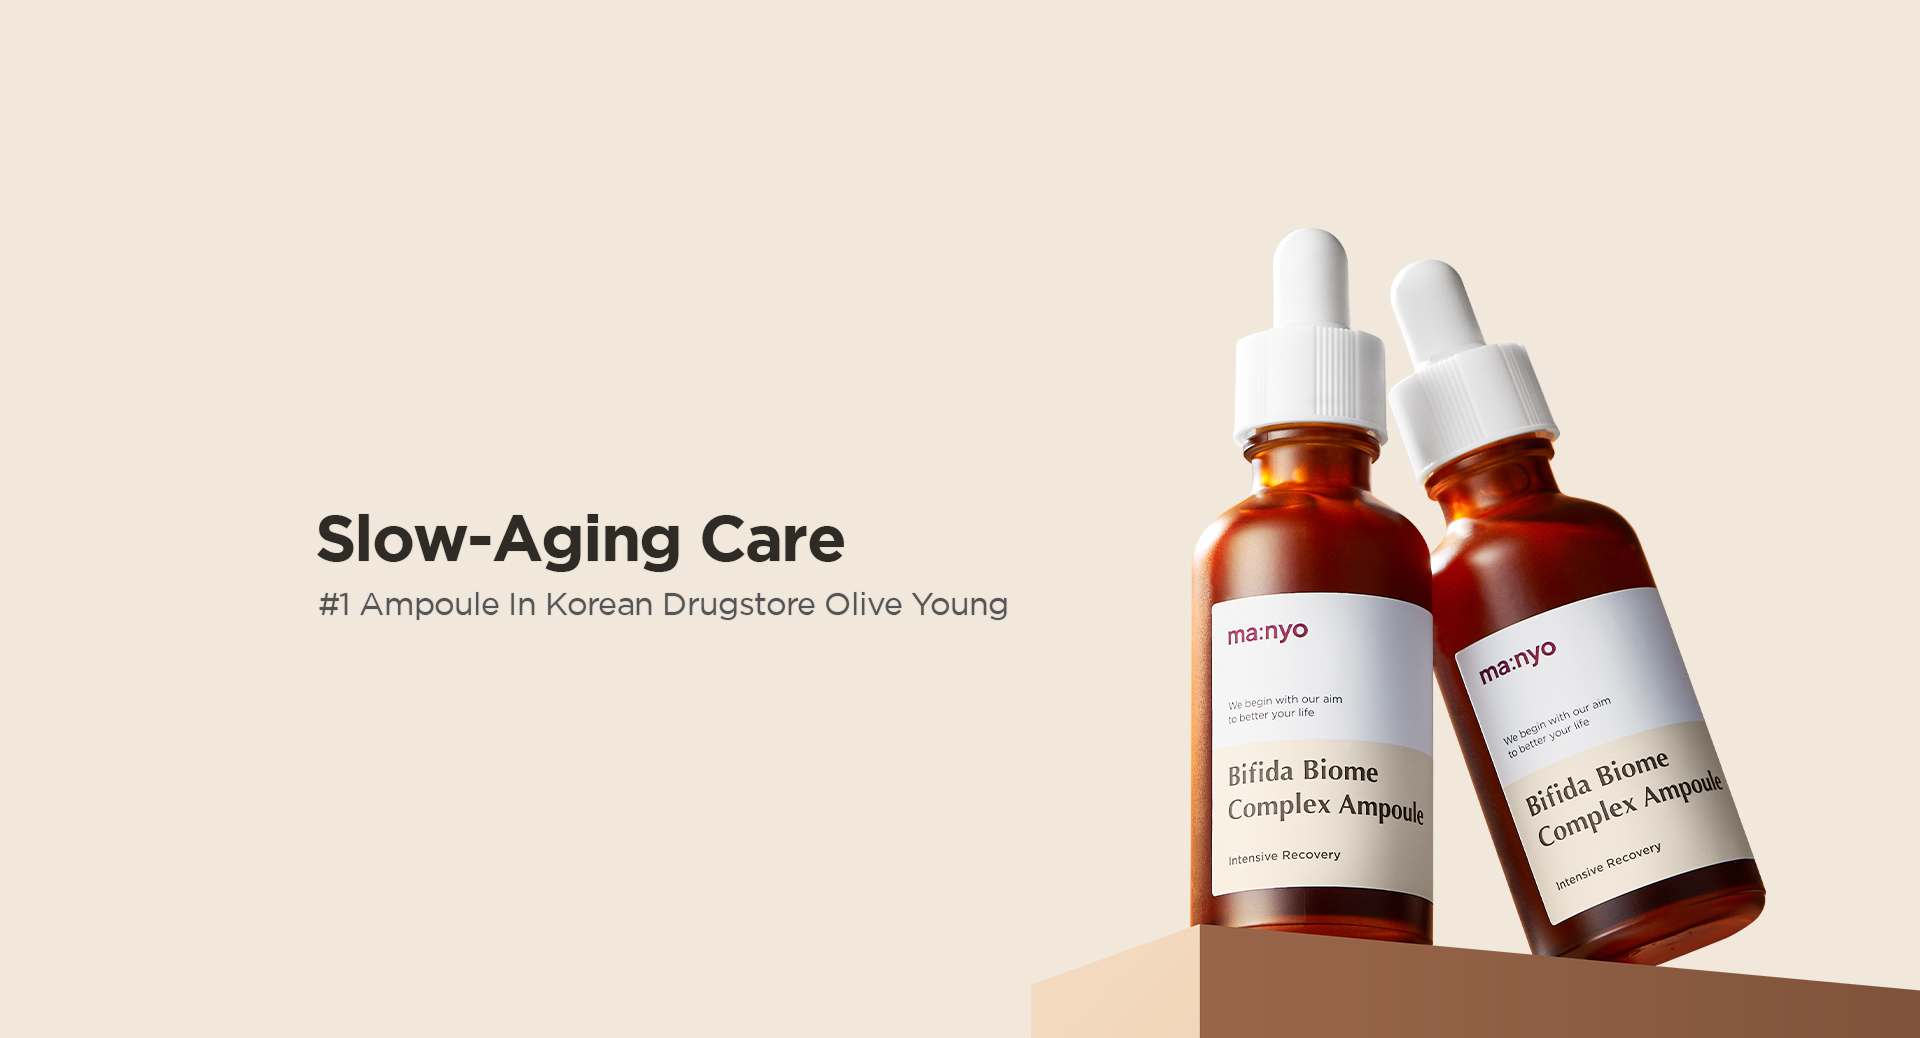 Slow-Aging Care
#1 Ampoule In Korean Drugstore Olive Young
ma:nyo
We begin with our aim
to better your life
Bifida Biome
Complex Ampoule
Intensive Recovery
ma:nyo
We begin with our aim
to better your life
Bifida Biome
Complex Ampoule
Intensive Recovery